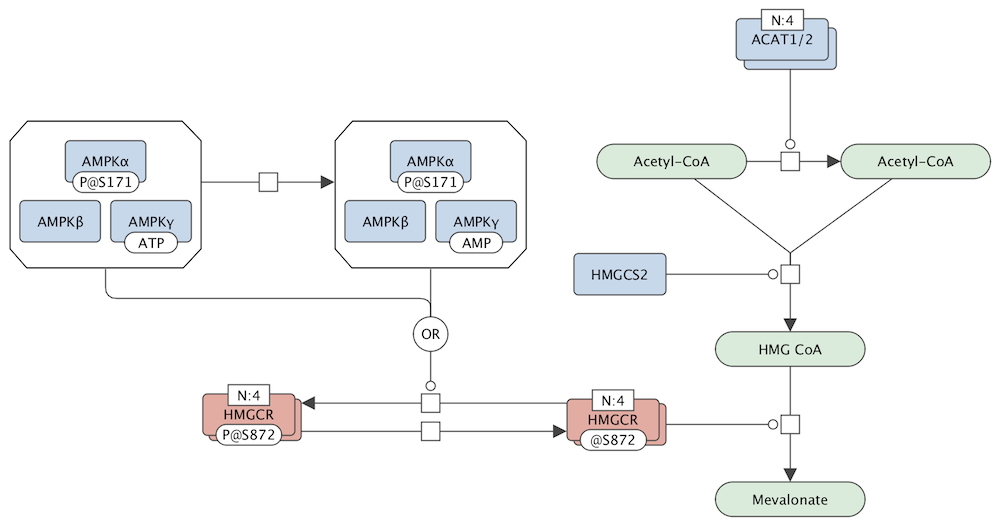 N:4
ACAT1/2
Acetyl-CoA
Acetyl-CoA
AMPKα
P@S171
AMPKβ
AMPKγ
ATP
AMPKα
P@S171
AMPKβ
AMPKγ
AMP
HMGCS2
OR
HMG CoA
N:4
HMGCR
P@S872
N:4
HMGCR
@S872
Mevalonate